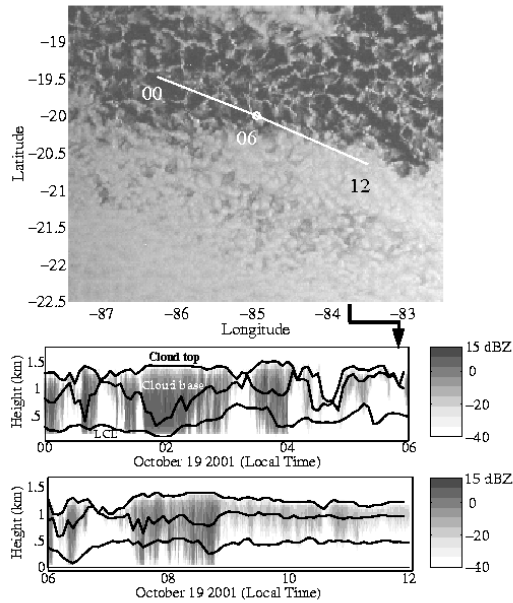 −19
−19.5
−20
−20.5
−21
−21.5
−22
−22.5
Latitude
00
06
12
−87 −86 −85 −84 −83
Longitude
Cloud top
Cloud base
LCL
1.5
1
.5
0
Height (km)
00 02 04 06
October 19 2001 (Local Time)
15 dBZ
0
−20
−40
1.5
1
.5
0
Height (km)
06 08 10 12
October 19 2001 (Local Time)
15 dBZ
0
−20
−40